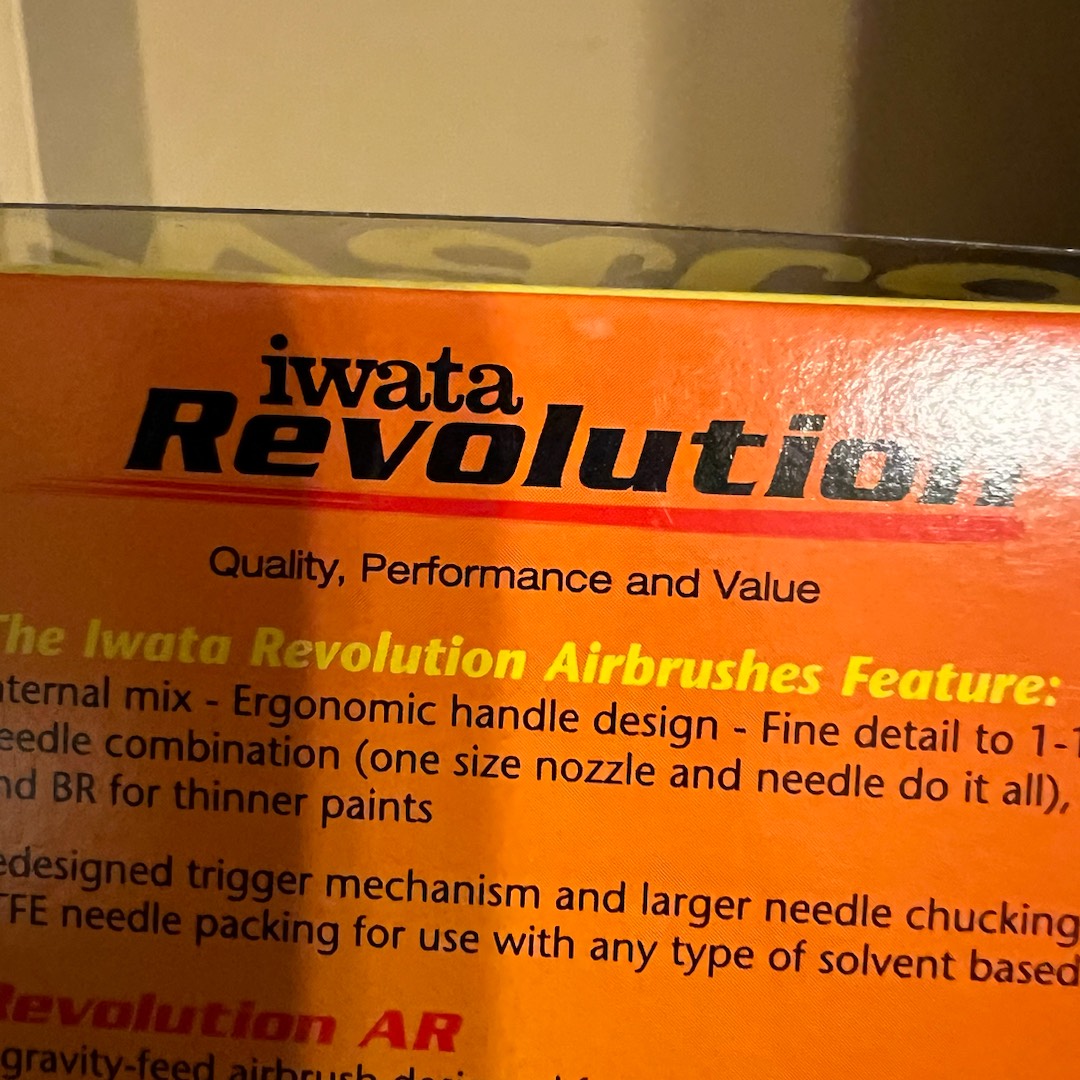 iwata
Revolution
Quality, Performance and Value
The Iwata Revolution Airbrushes Feature:
nternal mix - Ergonomic handle design - Fine detail to 1-1
eedle combination (one size nozzle and needle do it all),
nd BR for thinner paints
edesigned trigger mechanism and larger needle chucking
TFE needle packing for use with any type of solvent based
Revolution AR
gravity-feed airbrush